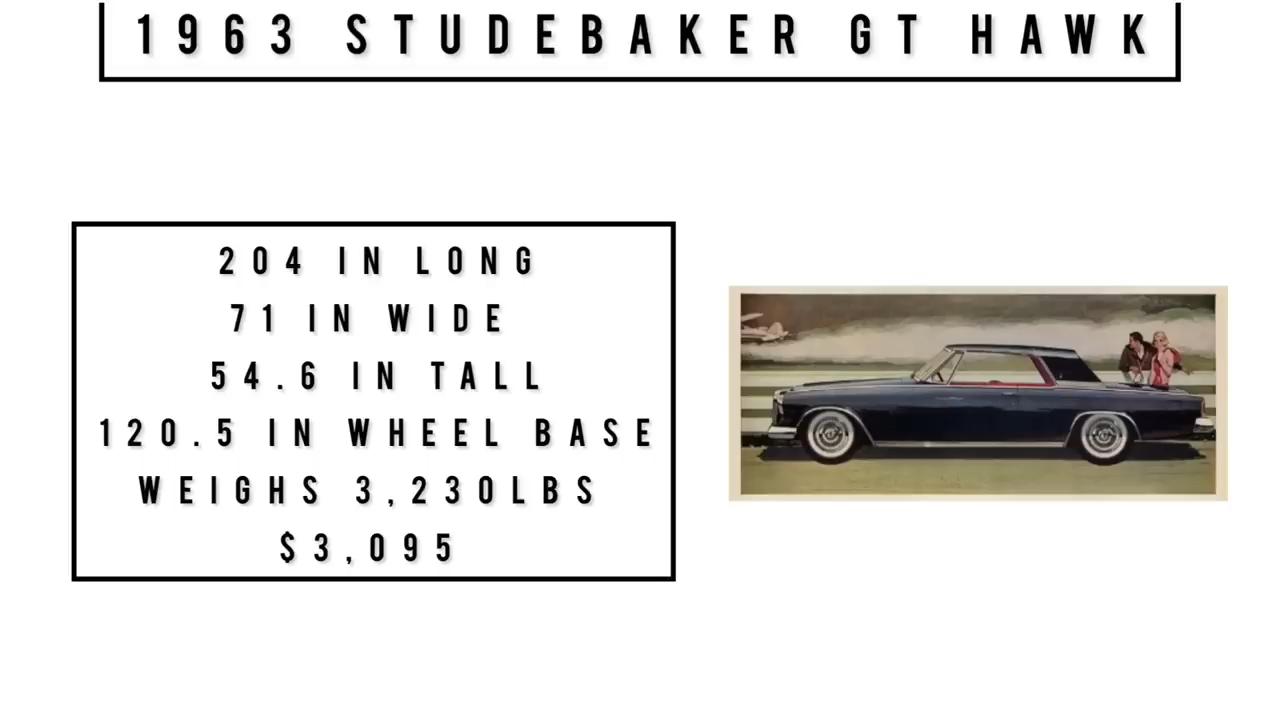 1963 STUDEBAKER GT HAWK
204 IN LONG
71 IN WIDE
54.6 IN TALL
120.5 IN WHEEL BASE
WEIGHS 3,230LBS
$3,095